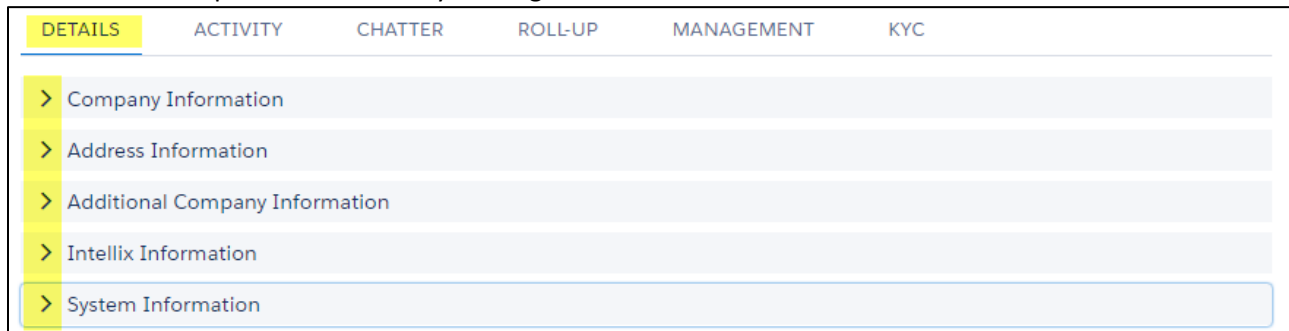 DETAILS ACTIVITY CHATTER ROLL-UP MANAGEMENT KYC
Company Information
Address Information
Additional Company Information
Intellix Information
System Information